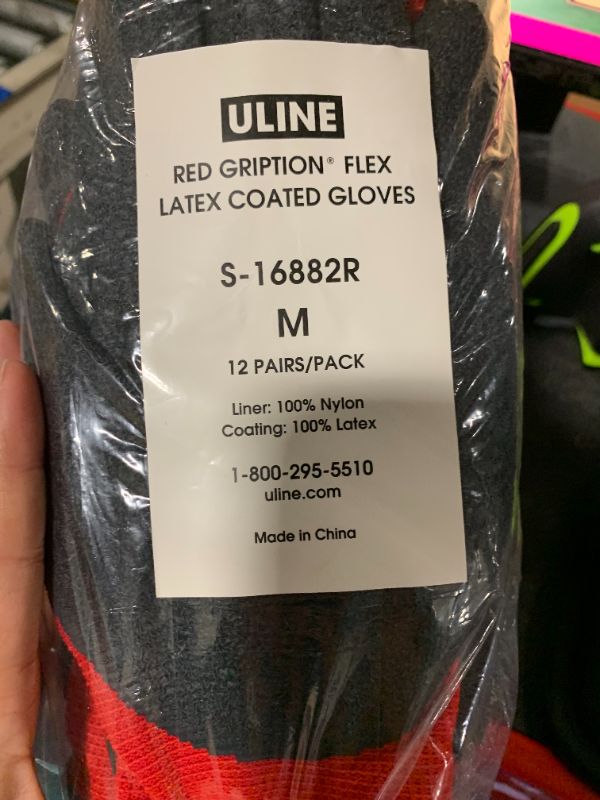 ULINE
RED GRIPTION® FLEX
LATEX COATED GLOVES
S-16882R
M
12 PAIRS/PACK
Liner: 100% Nylon
Coating: 100% Latex
1-800-295-5510
uline.com
Made in China